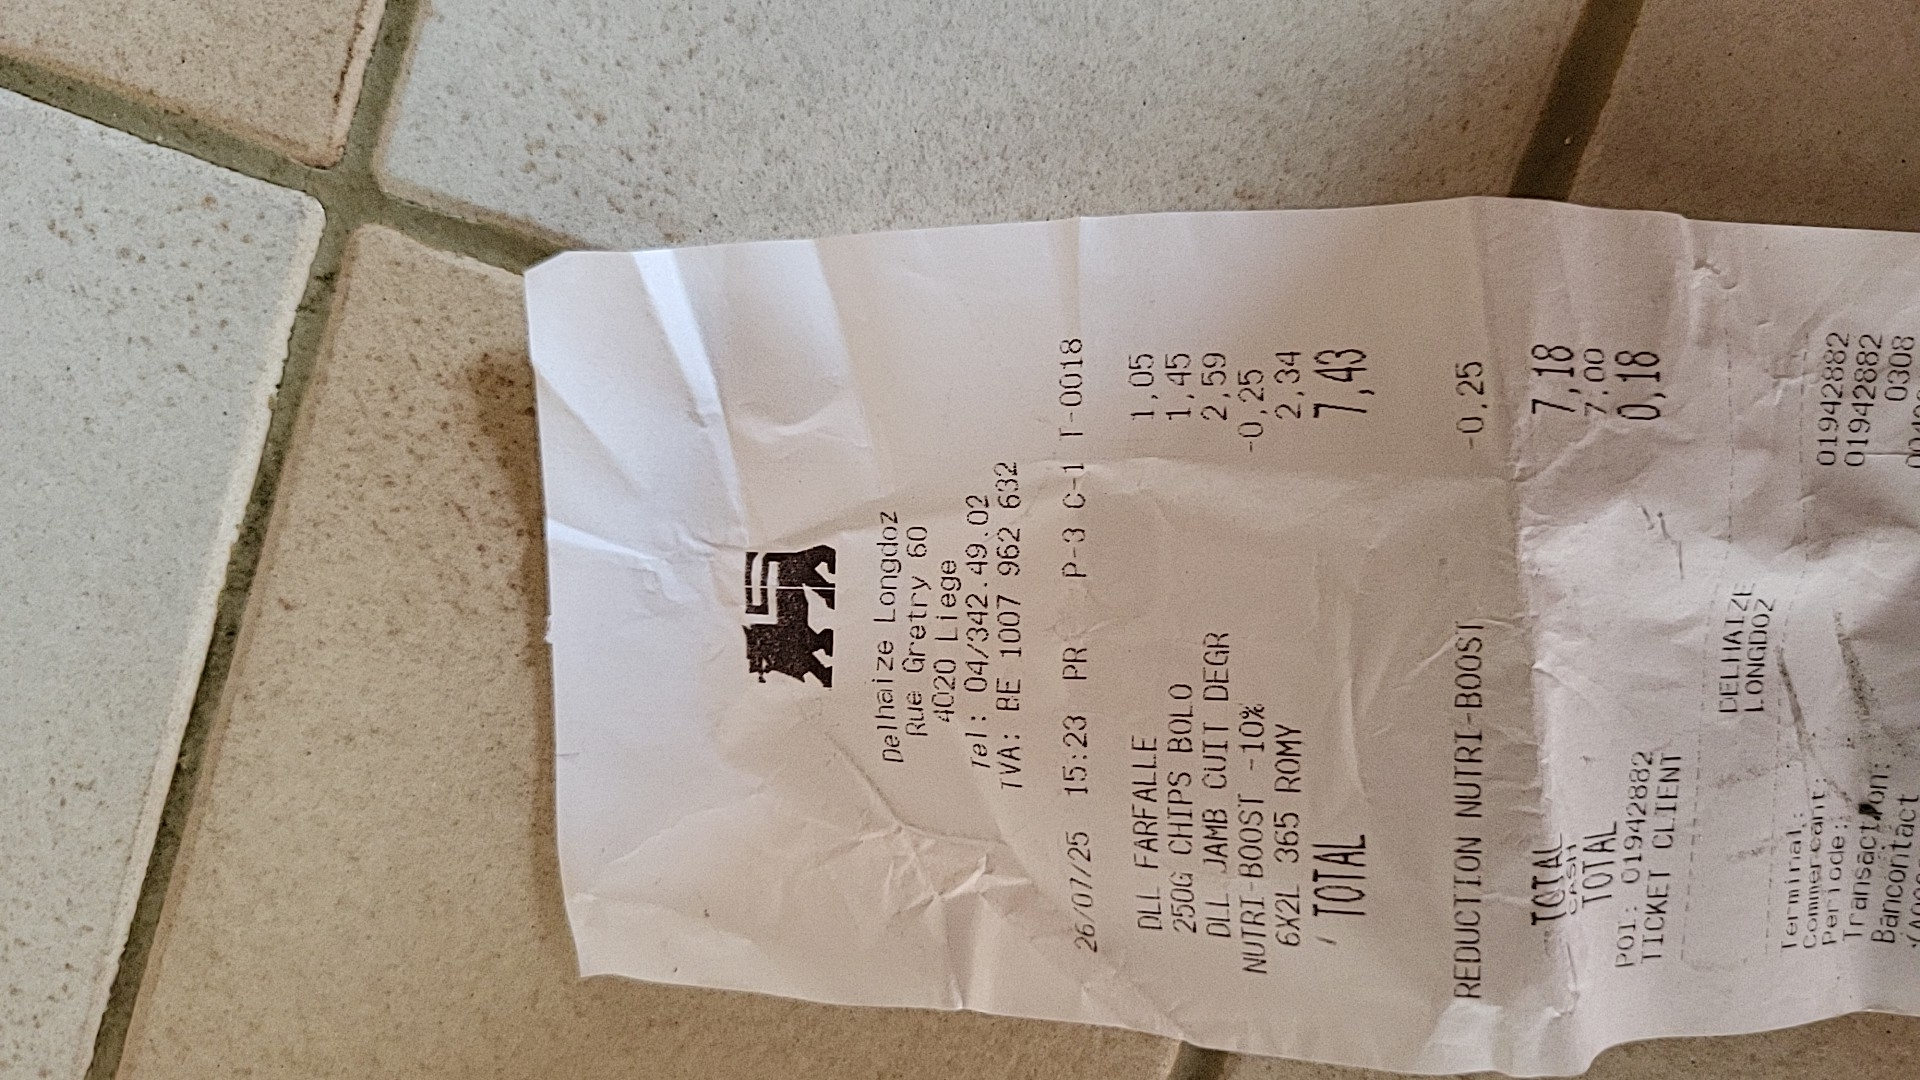 Delhaize Longdoz
Rue Gretry 60
4020 Liege
Tel: 04/342.49.02
TVA: BE 1007 962 632
26/07/25 15:23 PR P-3 C-1 T-0018
DLL FARFALLE 1,05
250G CHIPS BOLO 1,45
DLL JAMB CUIT DEGR 2,59
NUTRI-BOOST -10% -0,25
6X2L 365 ROMY 2,34
/ TOTAL 7,43
REDUCTION NUTRI-BOOST -0,25
TOTAL 7,18
CASH 7,00
TOTAL 0,18
POI: 01942882
TICKET CLIENT
DELHAIZE
LONGDOZ
Terminal: 01942882
Commercant: 01942882
Periode: 0308
Transaction:
Bancontact